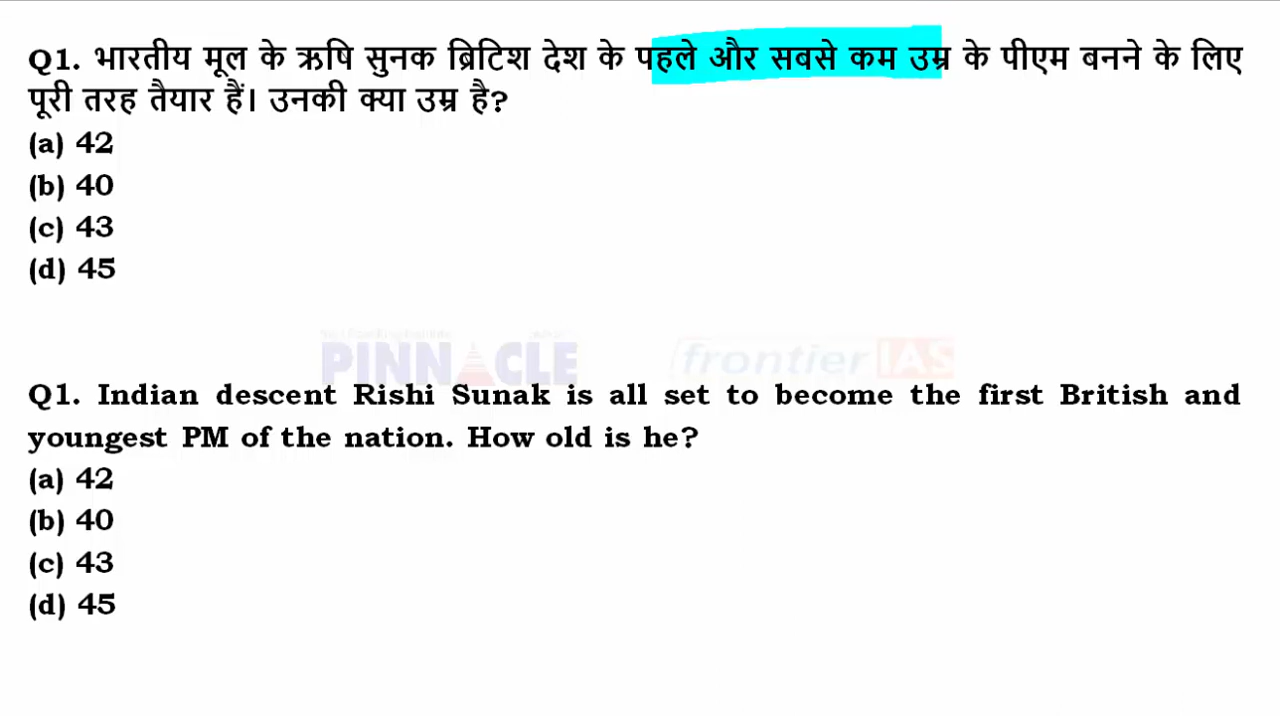 Q1. भारतीय मूल के ऋषि सुनक ब्रिटिश देश के पहले और सबसे कम उम्र के पीएम बनने के लिए
पूरी तरह तैयार हैं। उनकी क्या उम्र है?
(a) 42
(b) 40
(c) 43
(d) 45
PINNACLE
frontier IAS
Q1. Indian descent Rishi Sunak is all set to become the first British and
youngest PM of the nation. How old is he?
(a) 42
(b) 40
(c) 43
(d) 45